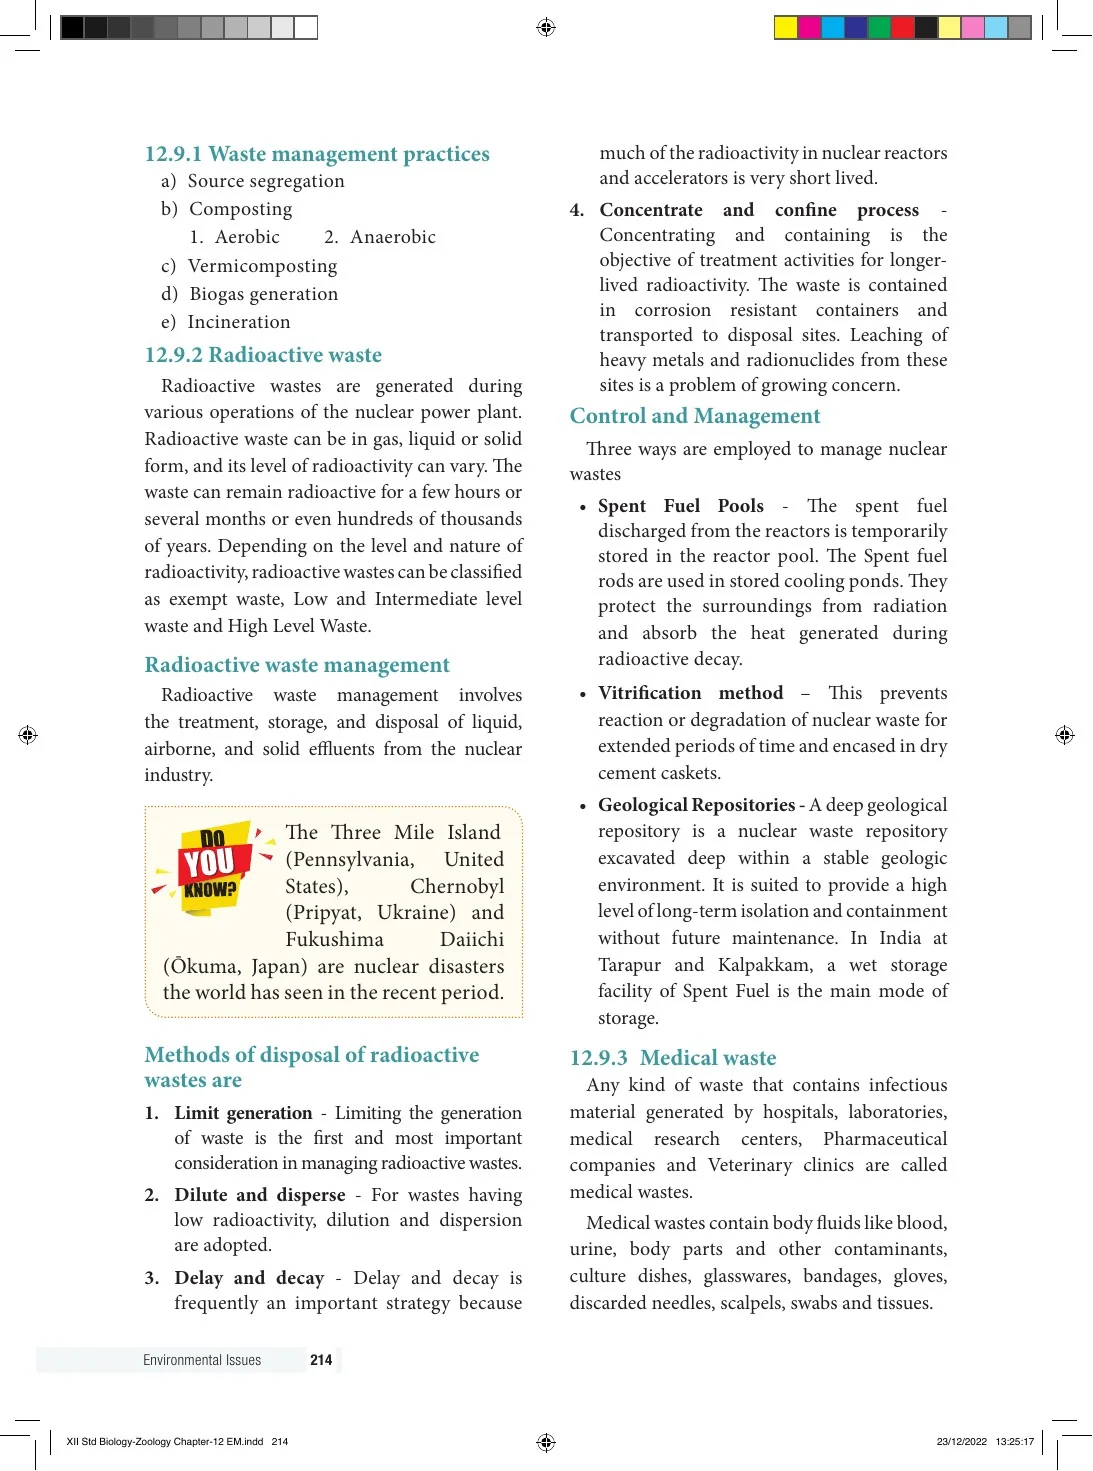 12.9.1 Waste management practices
a) Source segregation
b) Composting
1. Aerobic 2. Anaerobic
c) Vermicomposting
d) Biogas generation
e) Incineration
12.9.2 Radioactive waste
Radioactive wastes are generated during
various operations of the nuclear power plant.
Radioactive waste can be in gas, liquid or solid
form, and its level of radioactivity can vary. The
waste can remain radioactive for a few hours or
several months or even hundreds of thousands
of years. Depending on the level and nature of
radioactivity, radioactive wastes can be classified
as exempt waste, Low and Intermediate level
waste and High Level Waste.
Radioactive waste management
Radioactive waste management involves
the treatment, storage, and disposal of liquid,
airborne, and solid effluents from the nuclear
industry.
DO
YOU
KNOW?
The Three Mile Island
(Pennsylvania, United
States), Chernobyl
(Pripyat, Ukraine) and
Fukushima Daiichi
(Ōkuma, Japan) are nuclear disasters
the world has seen in the recent period.
Methods of disposal of radioactive
wastes are
1. Limit generation - Limiting the generation
of waste is the first and most important
consideration in managing radioactive wastes.
2. Dilute and disperse - For wastes having
low radioactivity, dilution and dispersion
are adopted.
3. Delay and decay - Delay and decay is
frequently an important strategy because
much of the radioactivity in nuclear reactors
and accelerators is very short lived.
4. Concentrate and confine process -
Concentrating and containing is the
objective of treatment activities for longer-
lived radioactivity. The waste is contained
in corrosion resistant containers and
transported to disposal sites. Leaching of
heavy metals and radionuclides from these
sites is a problem of growing concern.
Control and Management
Three ways are employed to manage nuclear
wastes
• Spent Fuel Pools - The spent fuel
discharged from the reactors is temporarily
stored in the reactor pool. The Spent fuel
rods are used in stored cooling ponds. They
protect the surroundings from radiation
and absorb the heat generated during
radioactive decay.
• Vitrification method – This prevents
reaction or degradation of nuclear waste for
extended periods of time and encased in dry
cement caskets.
• Geological Repositories - A deep geological
repository is a nuclear waste repository
excavated deep within a stable geologic
environment. It is suited to provide a high
level of long-term isolation and containment
without future maintenance. In India at
Tarapur and Kalpakkam, a wet storage
facility of Spent Fuel is the main mode of
storage.
12.9.3 Medical waste
Any kind of waste that contains infectious
material generated by hospitals, laboratories,
medical research centers, Pharmaceutical
companies and Veterinary clinics are called
medical wastes.
Medical wastes contain body fluids like blood,
urine, body parts and other contaminants,
culture dishes, glasswares, bandages, gloves,
discarded needles, scalpels, swabs and tissues.
Environmental Issues 214
XII Std Biology-Zoology Chapter-12 EM.indd 214 23/12/2022 13:25:17